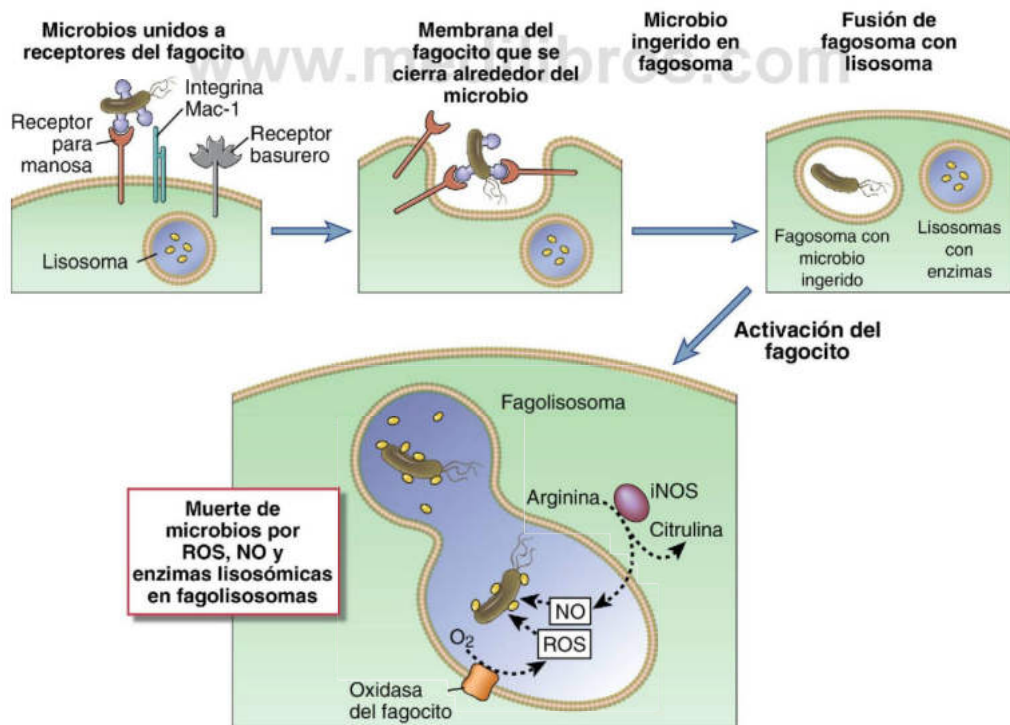 Microbios unidos a
receptores del fagocito
Membrana del
fagocito que se
cierra alrededor del
microbio
Microbio
ingerido en
fagosoma
Fusión de
fagosoma con
lisosoma
www.medilibros.com
Integrina
Mac-1
Receptor
para
manosa
Receptor
basurero
Lisosoma
Fagosoma con
microbio
ingerido
Lisosomas
con
enzimas
Activación del
fagocito
Fagolisosoma
Muerte de
microbios por
ROS, NO y
enzimas lisosómicas
en fagolisosomas
Arginina
iNOS
Citrulina
NO
ROS
O2
Oxidasa
del fagocito